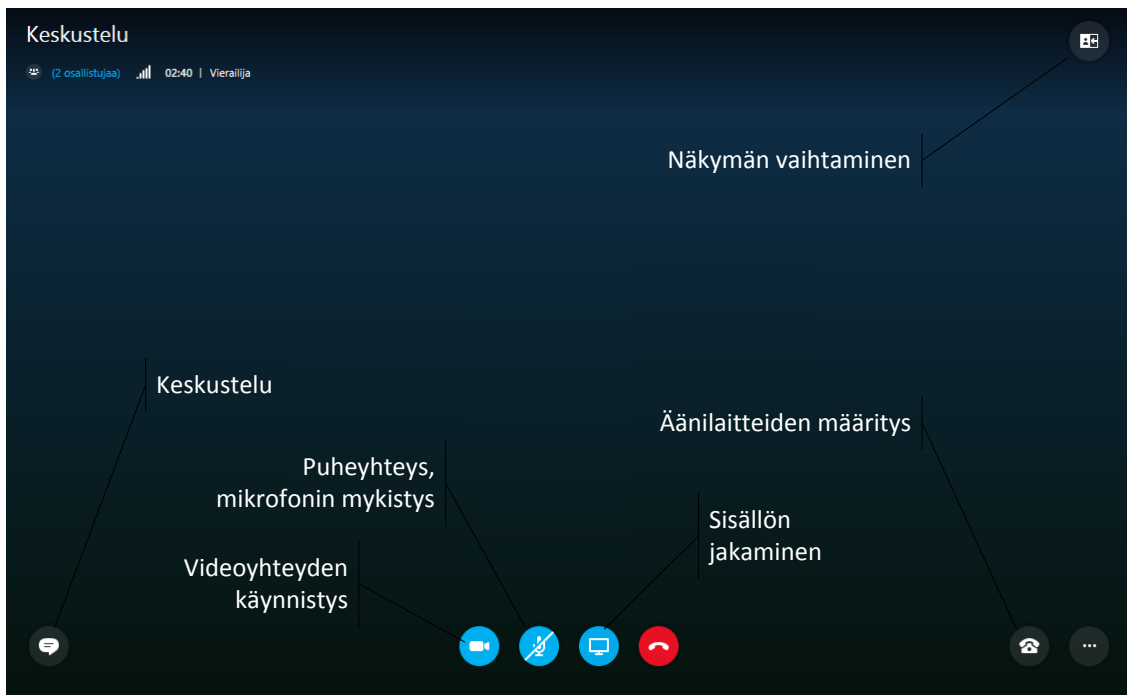 Keskustelu
(2 osallistujaa) 02:40 | Vierailija
Näkymän vaihtaminen
Keskustelu
Äänilaitteiden määritys
Puheyhteys,
mikrofonin mykistys
Sisällön
jakaminen
Videoyhteyden
käynnistys